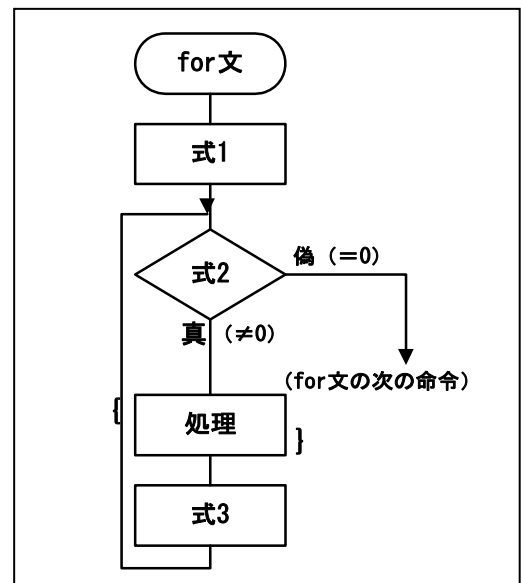 for文
式1
式2
偽 (=0)
真 (≠0)
(for文の次の命令)
{
処理
}
式3